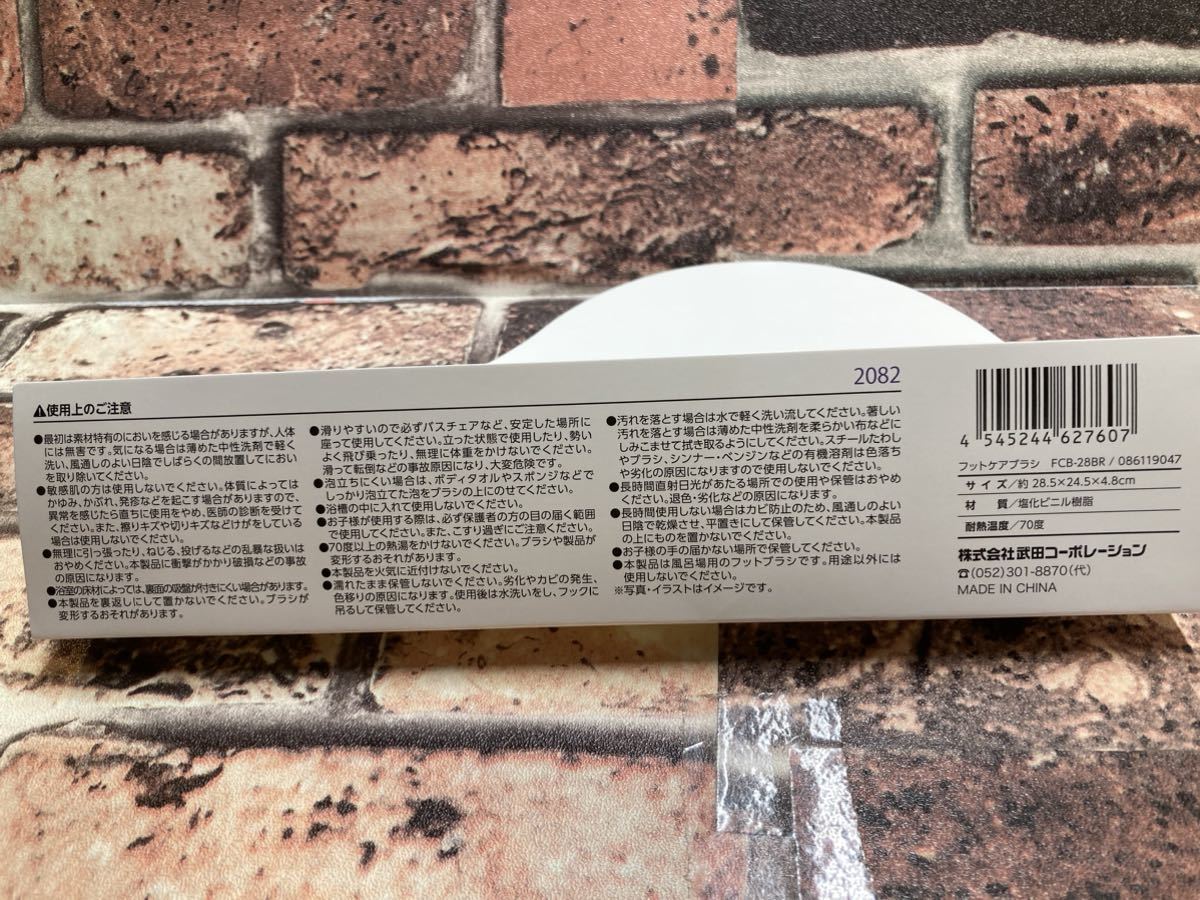 ⚠使用上のご注意
●最初は素材特有のにおいを感じる場合がありますが、人体
には無害です。気になる場合は薄めた中性洗剤で軽く
洗い、風通しのよい日陰でしばらくの間放置してにおい
を取り除いてください。
●敏感肌の方は使用しないでください。体質によっては
かゆみ、かぶれ、発疹などを起こす場合がありますので、
異常を感じたら直ちに使用をやめ、医師の診断を受けて
ください。また、擦りキズや切りキズなどけがをしている
場合は使用しないでください。
●無理に引っ張ったり、ねじる、投げるなどの乱暴な扱いは
おやめください。本製品に衝撃がかかり破損などの事故
の原因になります。
●浴室の床材によっては、裏面の吸盤が付きにくい場合があります。
●本製品を裏返しにして置かないでください。ブラシが
変形するおそれがあります。
●滑りやすいので必ずバスチェアなど、安定した場所に
座って使用してください。立った状態で使用したり、勢い
よく飛び乗ったり、無理に体重をかけないでください。
滑って転倒などの事故原因になり、大変危険です。
●泡立ちにくい場合は、ボディタオルやスポンジなどで
しっかり泡立てた泡をブラシの上にのせてください。
●浴槽の中に入れて使用しないでください。
●お子様が使用する際は、必ず保護者の方の目の届く範囲
で使用してください。また、こすり過ぎにご注意ください。
●70度以上の熱湯をかけないでください。ブラシや製品が
変形するおそれがあります。
●本製品を火気に近付けないでください。
●濡れたまま保管しないでください。劣化やカビの発生、
色移りの原因になります。使用後は水洗いをし、フックに
吊るして保管してください。
2082
●汚れを落とす場合は水で軽く洗い流してください。著しい
汚れを落とす場合は薄めた中性洗剤を柔らかい布などに
しみこませて拭き取るようにしてください。スチールたわし
やブラシ、シンナー・ベンジンなどの有機溶剤は色落ち
や劣化の原因になりますので使用しないでください。
●長時間直射日光があたる場所での使用や保管はおやめ
ください。退色・劣化などの原因になります。
●長時間使用しない場合はカビ防止のため、風通しのよい
日陰で乾燥させ、平置きにして保管してください。本製品
の上にものを置かないでください。
●お子様の手の届かない場所で保管してください。
●本製品は風呂場用のフットブラシです。用途以外には
使用しないでください。
※写真・イラストはイメージです。
4 545244 627607
フットケアブラシ FCB-28BR / 086119047
サイズ/約 28.5×24.5×4.8cm
材 質/塩化ビニル樹脂
耐熱温度/70度
株式会社武田コーポレーション
☎(052)301-8870(代)
MADE IN CHINA